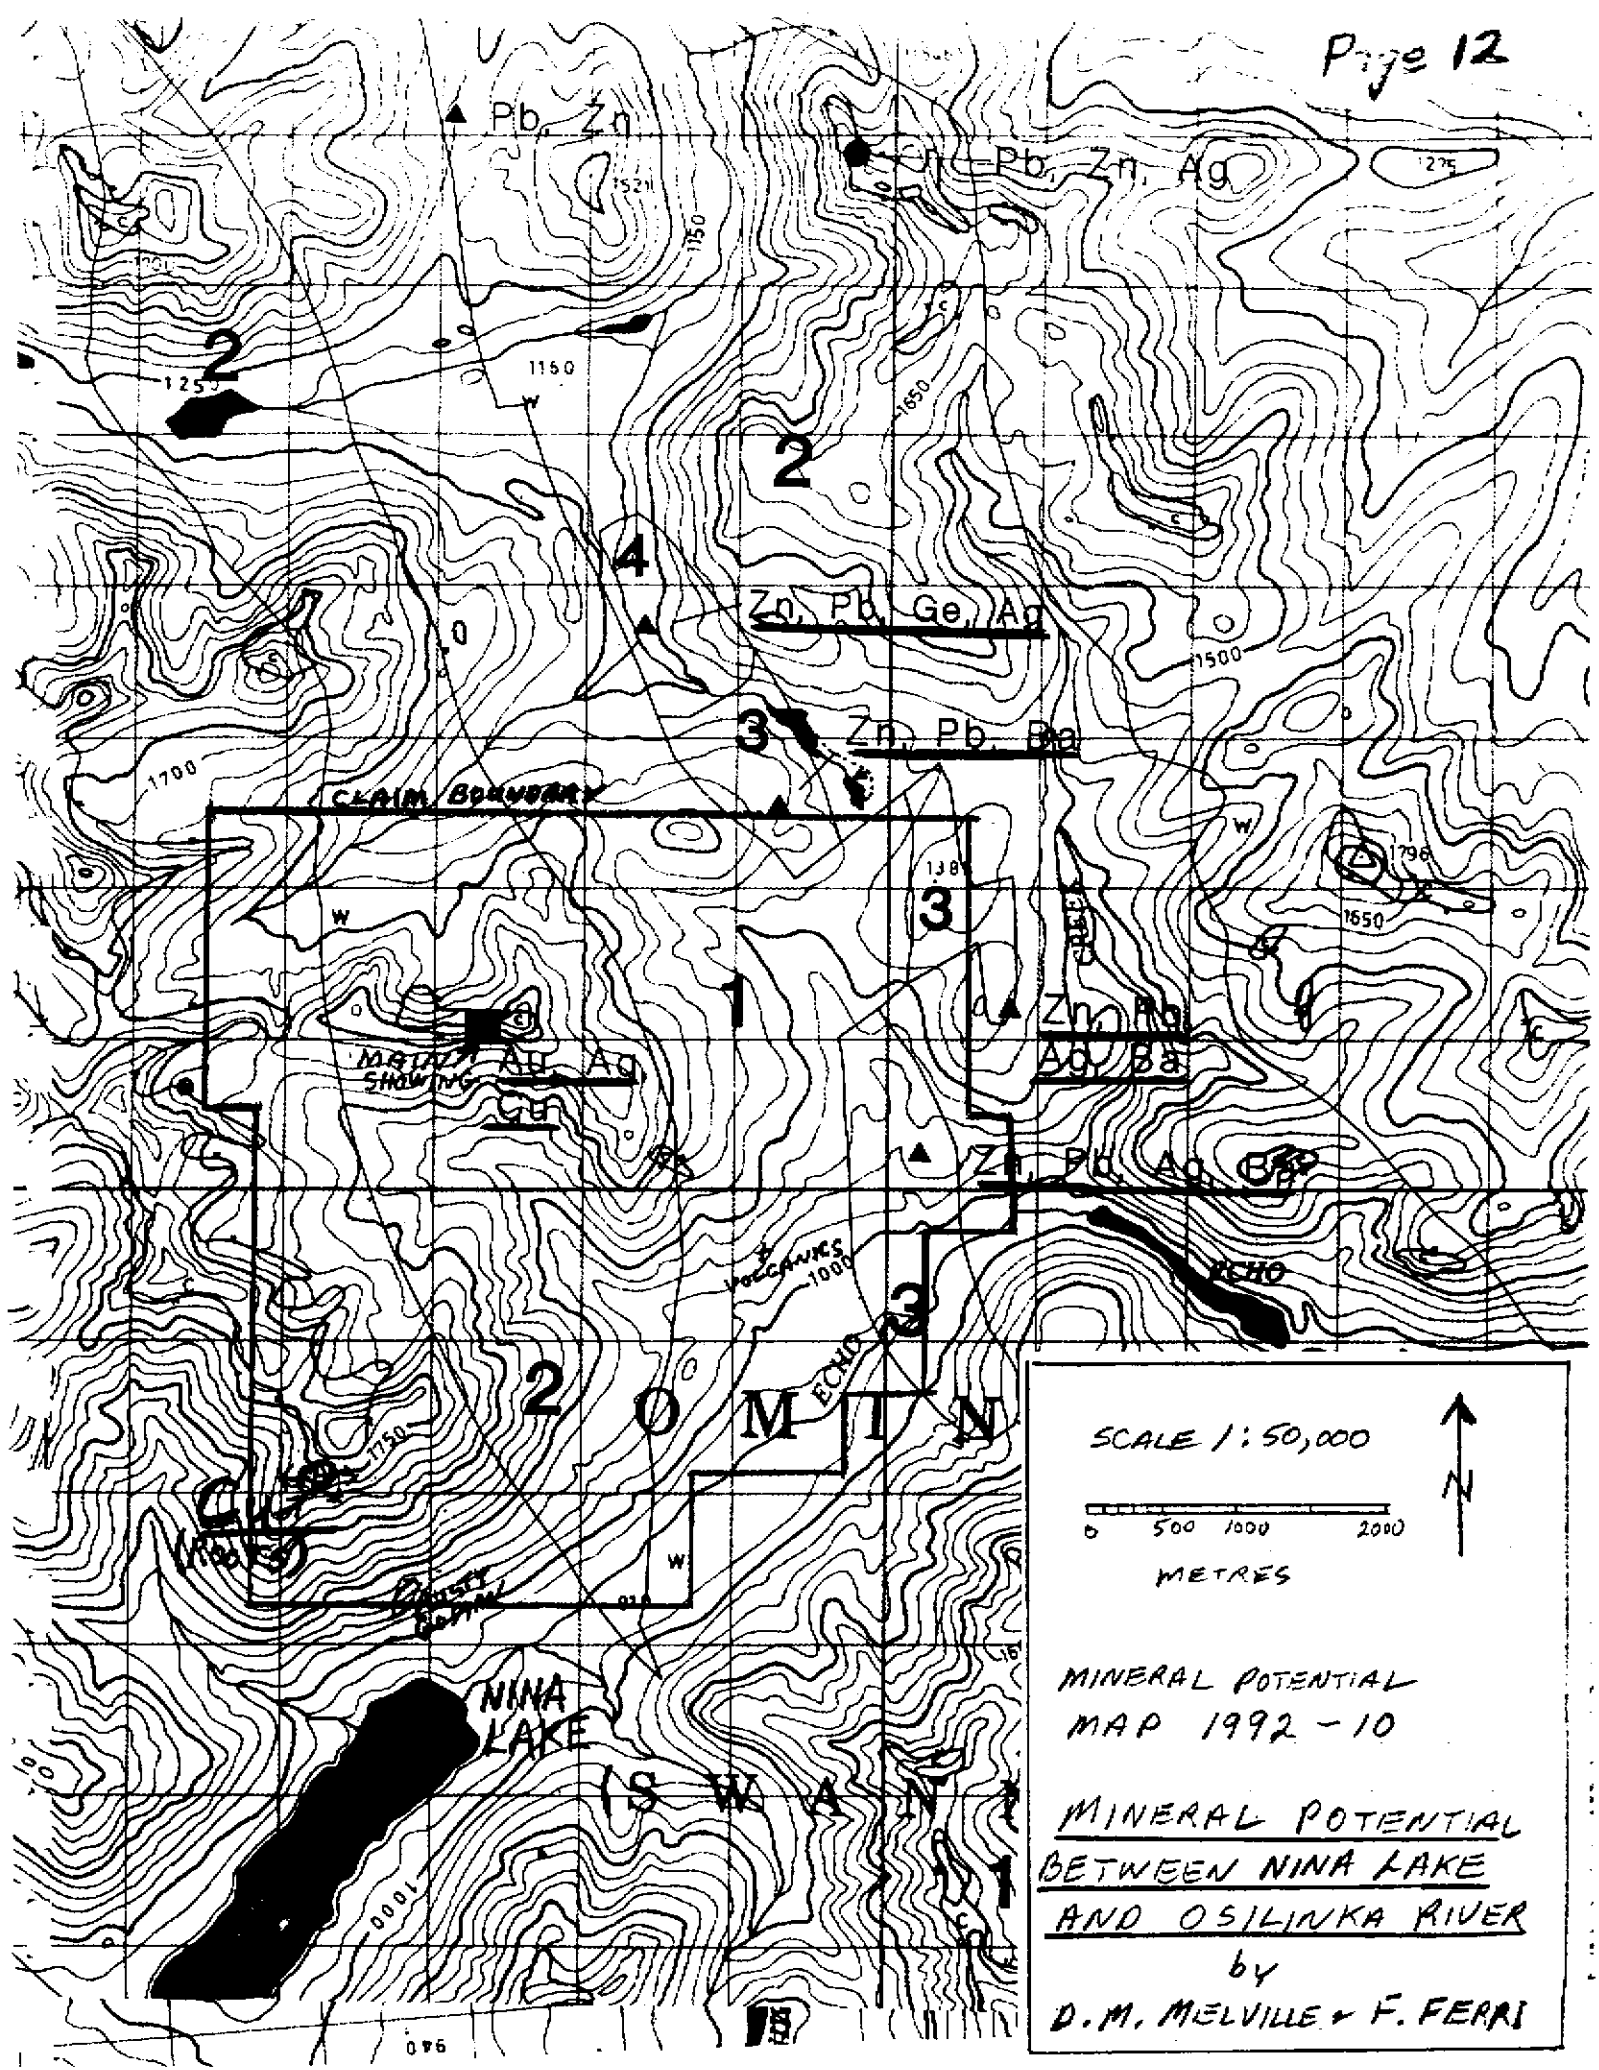 Page 12
Pb, Zn
Pb, Zn, Ag
1521
1275
1150
2
1150
1650
W
2
4
Zn, Pb, Ge, Ag
1500
3
Zn, Pb, Ba
1700
CLAIM BOUNDARY
W
1796
1650
3
CREEK
W
1
Zn, Pb,
Ag, Ba
MAIN
SHOWING
Au, Ag,
Cu
Zn, Pb, Ag, Ba
VOLCANICS
1000
ECHO
3
ECHO
2
O M I N
1750
Cu
W
NINA
LAKE
(S W A N
1
1000
SCALE 1:50,000
N
0 500 1000 2000
METRES
MINERAL POTENTIAL
MAP 1992-10
MINERAL POTENTIAL
BETWEEN NINA LAKE
AND OSILINKA RIVER
by
D.M. MELVILLE & F. FERRI